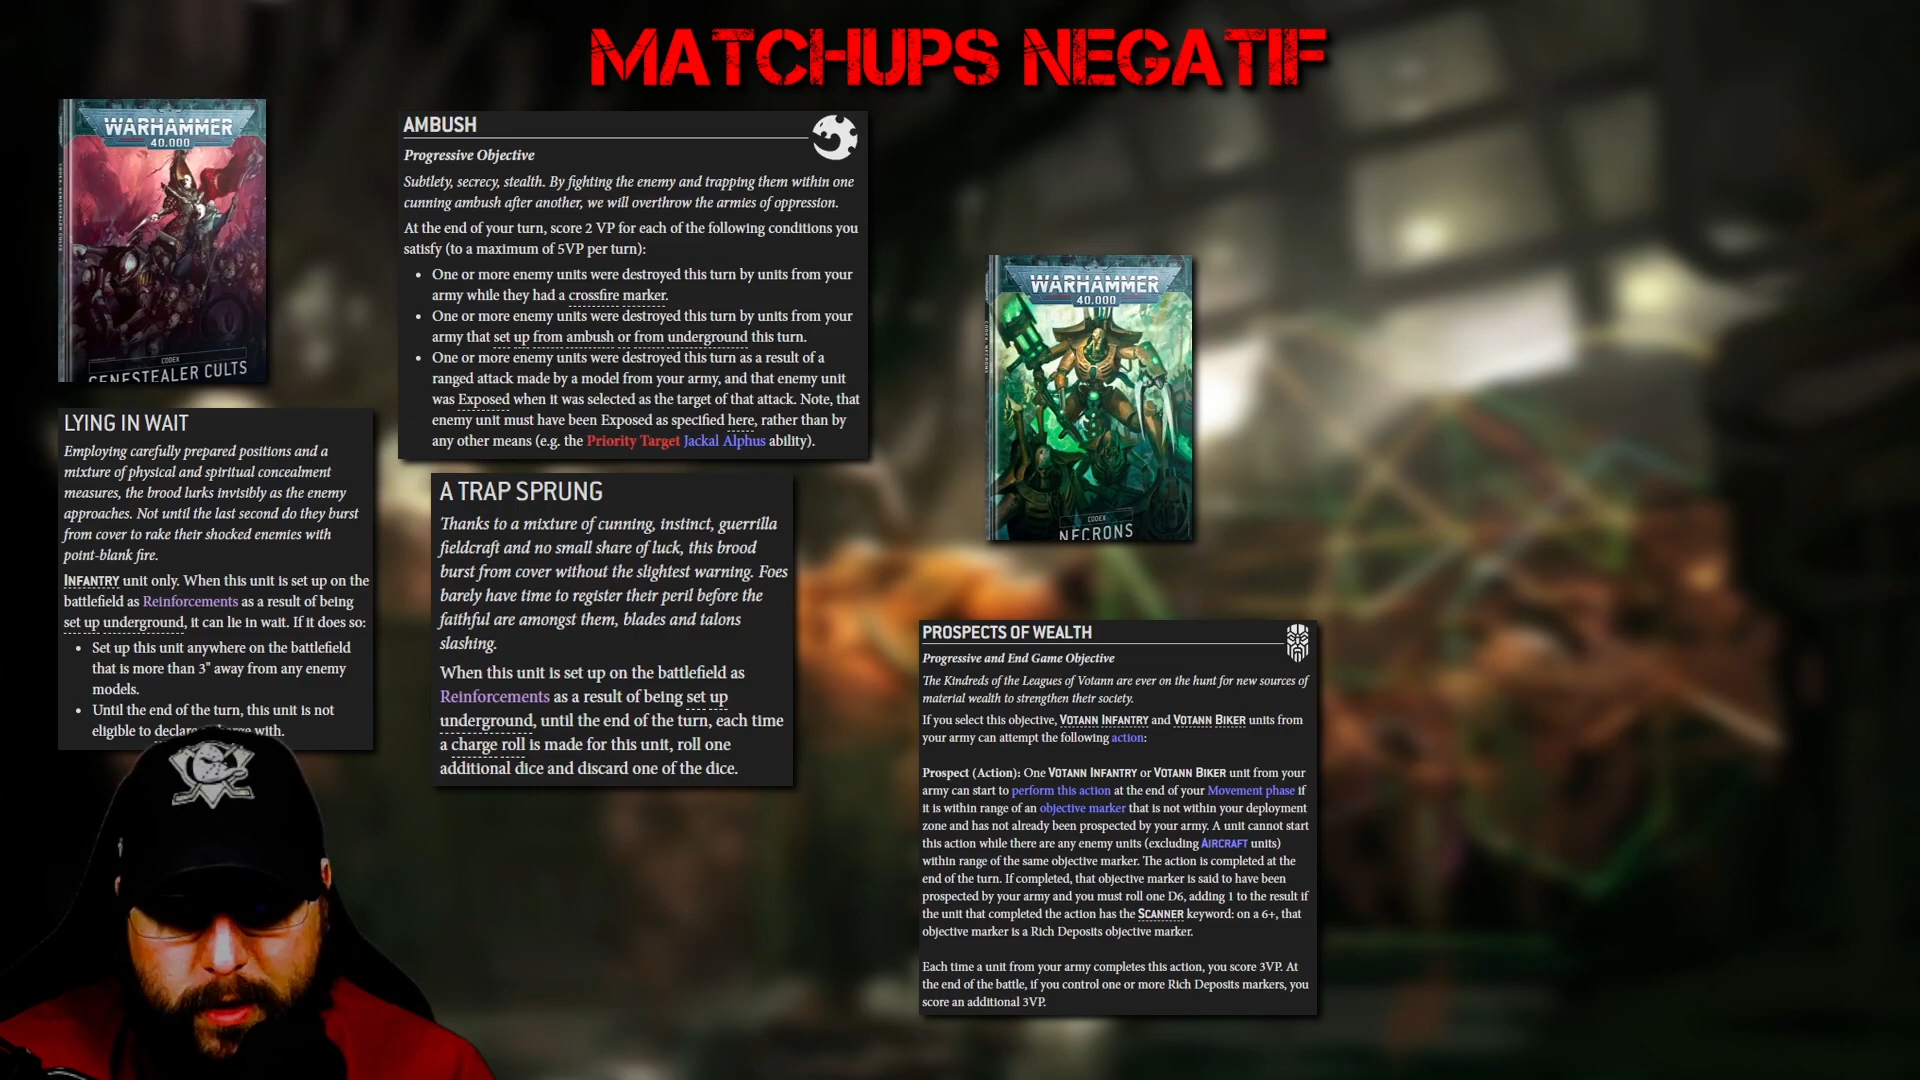 MATCHUPS NEGATIF
WARHAMMER
40,000
CODEX
GENESTEALER CULTS
AMBUSH
Progressive Objective
Subtlety, secrecy, stealth. By fighting the enemy and trapping them within one
cunning ambush after another, we will overthrow the armies of oppression.
At the end of your turn, score 2 VP for each of the following conditions you
satisfy (to a maximum of 5VP per turn):
• One or more enemy units were destroyed this turn by units from your
army while they had a crossfire marker.
• One or more enemy units were destroyed this turn by units from your
army that set up from ambush or from underground this turn.
• One or more enemy units were destroyed this turn as a result of a
ranged attack made by a model from your army, and that enemy unit
was Exposed when it was selected as the target of that attack. Note, that
enemy unit must have been Exposed as specified here, rather than by
any other means (e.g. the Priority Target Jackal Alphus ability).
LYING IN WAIT
Employing carefully prepared positions and a
mixture of physical and spiritual concealment
measures, the brood lurks invisibly as the enemy
approaches. Not until the last second do they burst
from cover to rake their shocked enemies with
point-blank fire.
INFANTRY unit only. When this unit is set up on the
battlefield as Reinforcements as a result of being
set up underground, it can lie in wait. If it does so:
• Set up this unit anywhere on the battlefield
that is more than 3" away from any enemy
models.
• Until the end of the turn, this unit is not
eligible to declare with.
A TRAP SPRUNG
Thanks to a mixture of cunning, instinct, guerrilla
fieldcraft and no small share of luck, this brood
burst from cover without the slightest warning. Foes
barely have time to register their peril before the
faithful are amongst them, blades and talons
slashing.
When this unit is set up on the battlefield as
Reinforcements as a result of being set up
underground, until the end of the turn, each time
a charge roll is made for this unit, roll one
additional dice and discard one of the dice.
WARHAMMER
40,000
CODEX
NECRONS
PROSPECTS OF WEALTH
Progressive and End Game Objective
The Kindreds of the Leagues of Votann are ever on the hunt for new sources of
material wealth to strengthen their society.
If you select this objective, VOTANN INFANTRY and VOTANN BIKER units from
your army can attempt the following action:
Prospect (Action): One VOTANN INFANTRY or VOTANN BIKER unit from your
army can start to perform this action at the end of your Movement phase if
it is within range of an objective marker that is not within your deployment
zone and has not already been prospected by your army. A unit cannot start
this action while there are any enemy units (excluding AIRCRAFT units)
within range of the same objective marker. The action is completed at the
end of the turn. If completed, that objective marker is said to have been
prospected by your army and you must roll one D6, adding 1 to the result if
the unit that completed the action has the SCANNER keyword: on a 6+, that
objective marker is a Rich Deposits objective marker.
Each time a unit from your army completes this action, you score 3VP. At
the end of the battle, if you control one or more Rich Deposits markers, you
score an additional 3VP.